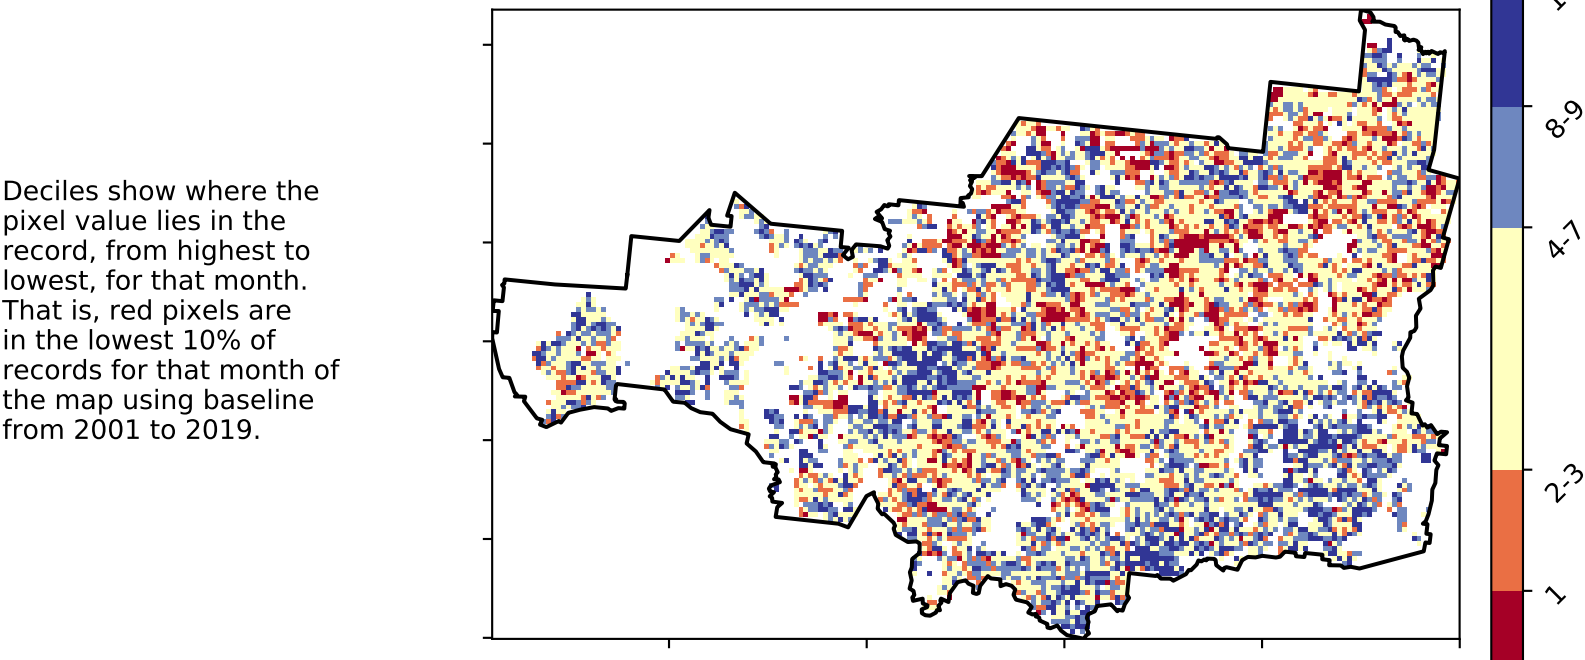 Deciles show where the
pixel value lies in the
record, from highest to
lowest, for that month.
That is, red pixels are
in the lowest 10% of
records for that month of
the map using baseline
from 2001 to 2019.
8-9
4-7
2-3
1